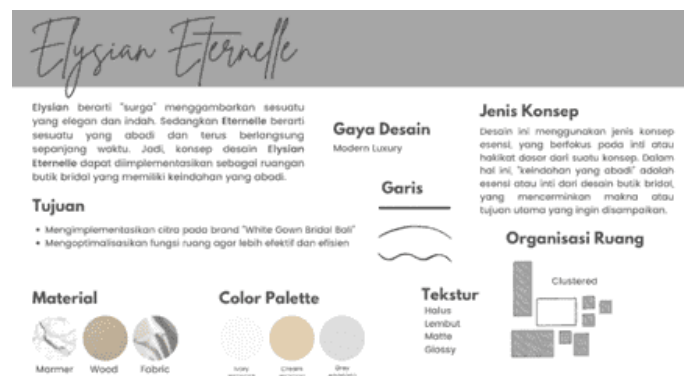 Elysian Eternelle
Elysian berarti "surga" menggambarkan sesuatu
yang elegan dan indah. Sedangkan Eternelle berarti
sesuatu yang abadi dan terus berlangsung
sepanjang waktu. Jadi, konsep desain Elysian
Eternelle dapat diimplementasikan sebagai ruangan
butik bridal yang memiliki keindahan yang abadi.
Tujuan
• Mengimplementasikan citra pada brand "White Gown Bridal Bali"
• Mengoptimalisasikan fungsi ruang agar lebih efektif dan efisien
Gaya Desain
Modern Luxury
Garis
Jenis Konsep
Desain ini menggunakan jenis konsep
esensi, yang berfokus pada inti atau
hakikat dasar dari suatu konsep. Dalam
hal ini, "keindahan yang abadi" adalah
esensi atau inti dari desain butik bridal,
yang mencerminkan makna atau
tujuan utama yang ingin disampaikan.
Organisasi Ruang
Clustered
Material
Marmer Wood Fabric
Color Palette
Ivory Cream Grey
Tekstur
Halus
Lembut
Matte
Glossy